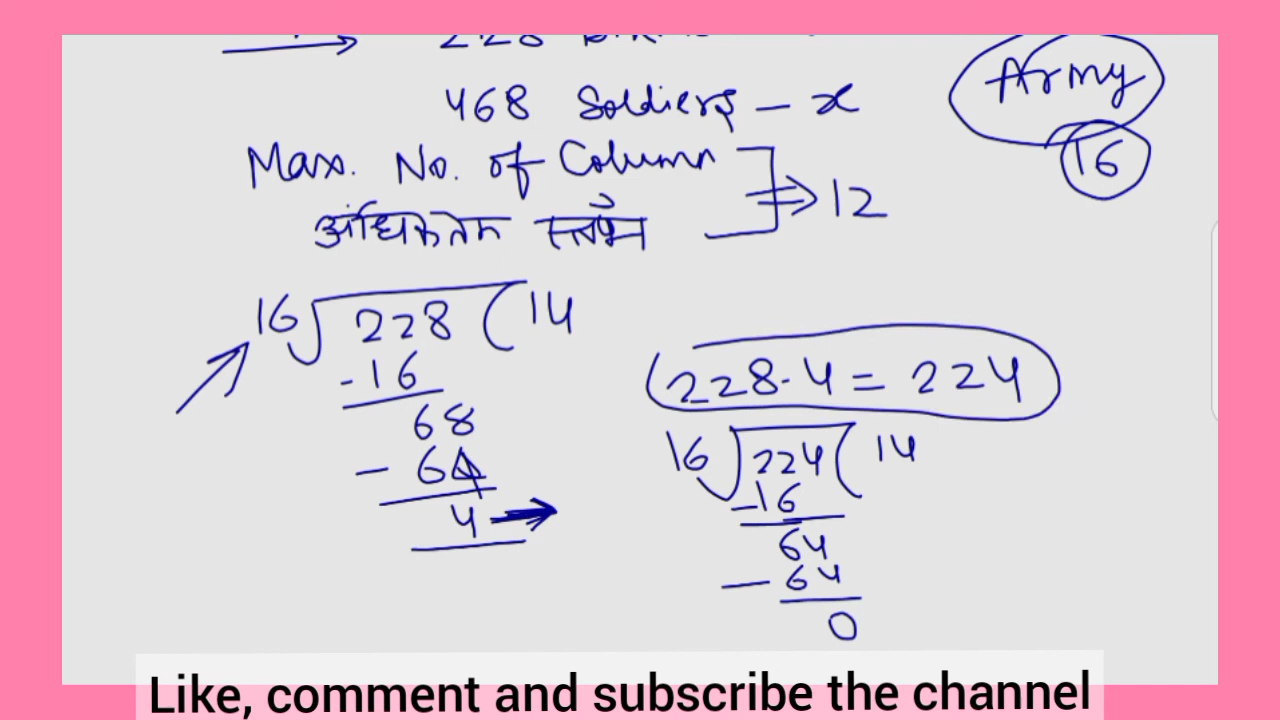 228
468 Soldiers - x
Army
16
Max. No. of Column
⇒ 12
अधिकतम स्तंभ
16 228 ( 14
-16
68
- 64
4 →
228-4 = 224
16 224 ( 14
-16
64
- 64
0
Like, comment and subscribe the channel